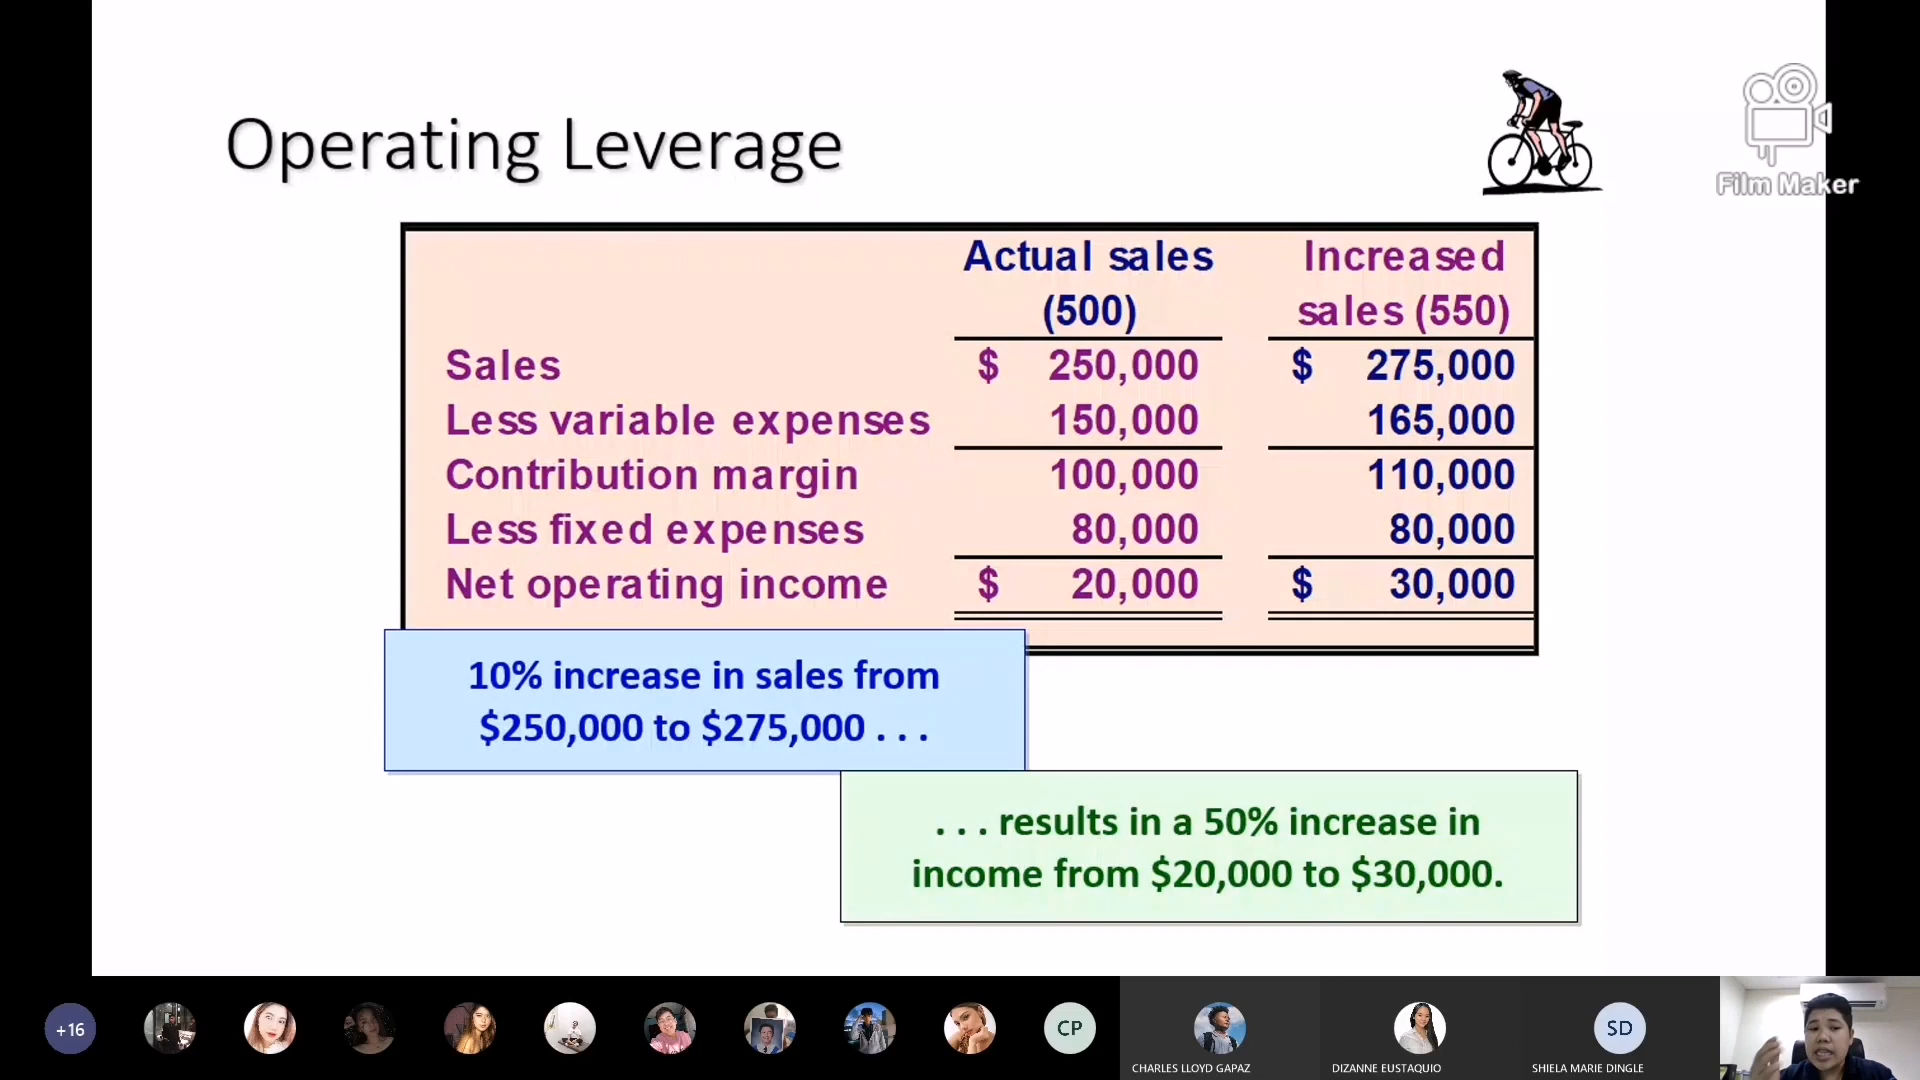 Operating Leverage
Film Maker
Actual sales Increased
(500) sales (550)
Sales $ 250,000 $ 275,000
Less variable expenses 150,000 165,000
Contribution margin 100,000 110,000
Less fixed expenses 80,000 80,000
Net operating income $ 20,000 $ 30,000
10% increase in sales from
$250,000 to $275,000 . . .
. . . results in a 50% increase in
income from $20,000 to $30,000.
+16
CP
SD
CHARLES LLOYD GAPAZ
DIZANNE EUSTAQUIO
SHIELA MARIE DINGLE